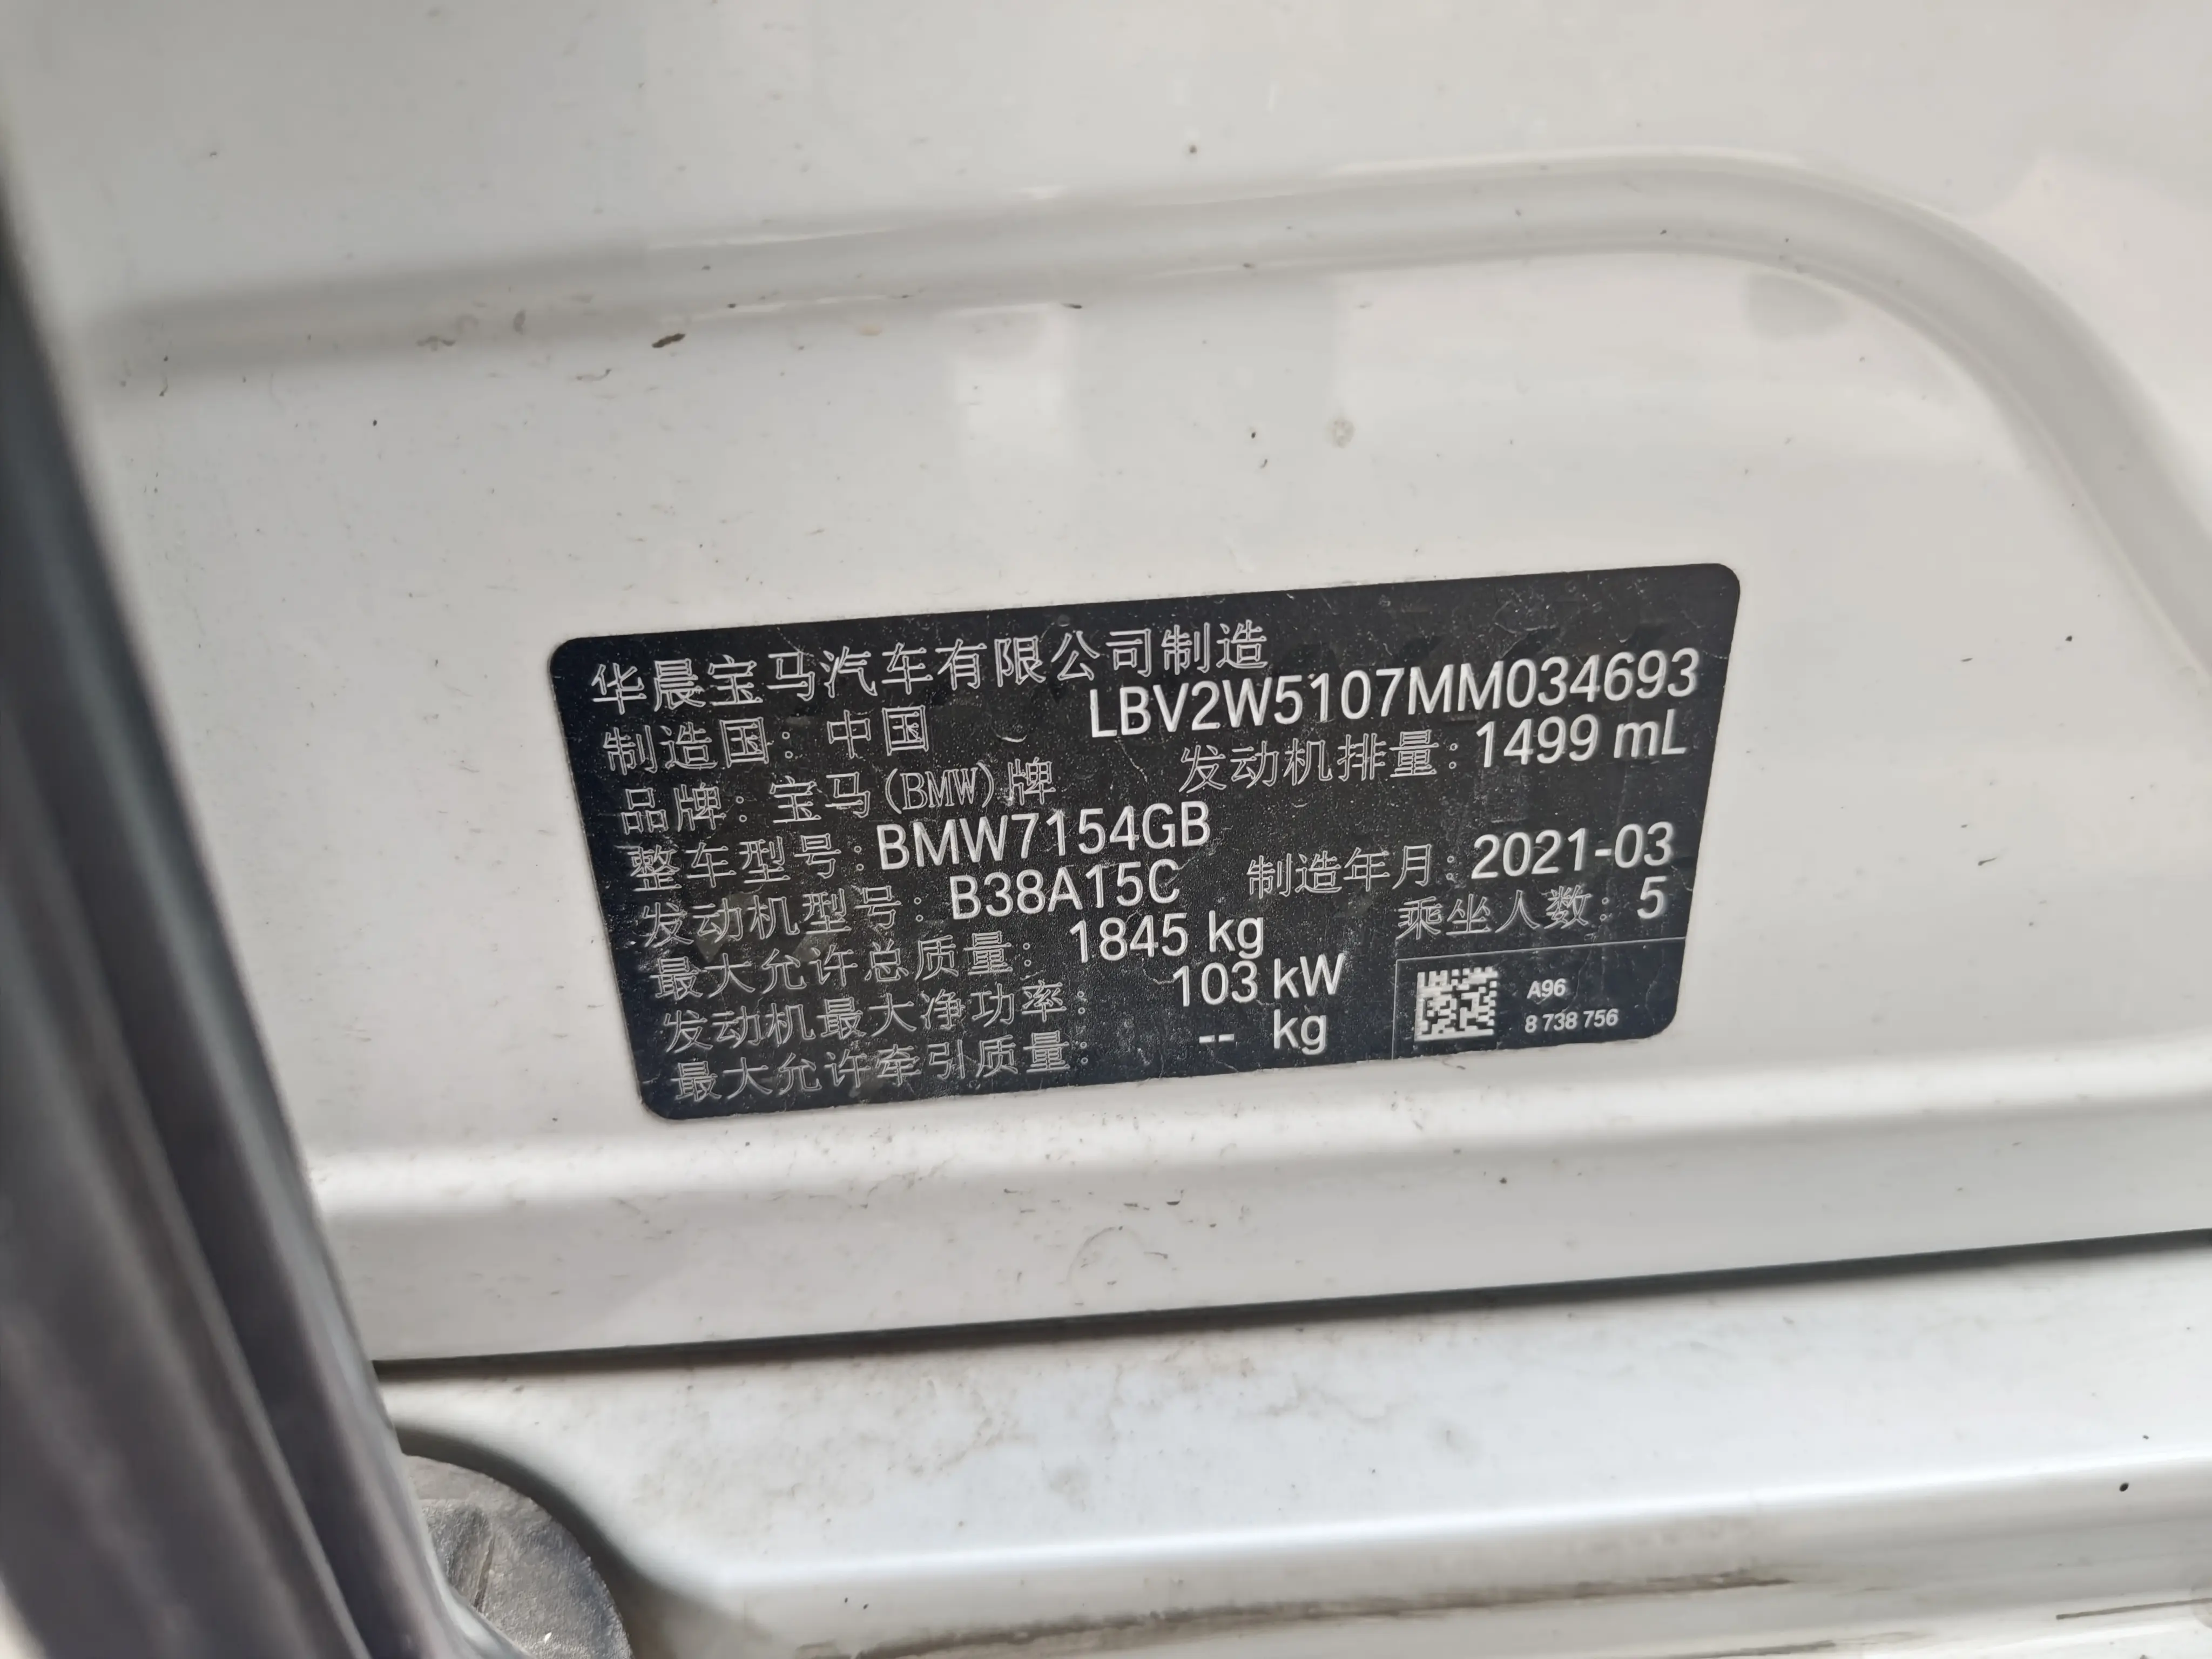 华晨宝马汽车有限公司制造
制造国：中国 LBV2W5107MM034693
品牌：宝马(BMW)牌 发动机排量：1499 mL
整车型号：BMW7154GB
发动机型号：B38A15C 制造年月：2021-03
最大允许总质量：1845 kg 乘坐人数：5
发动机最大净功率：103 kW
最大允许牵引质量：-- kg
A96
8 738 756